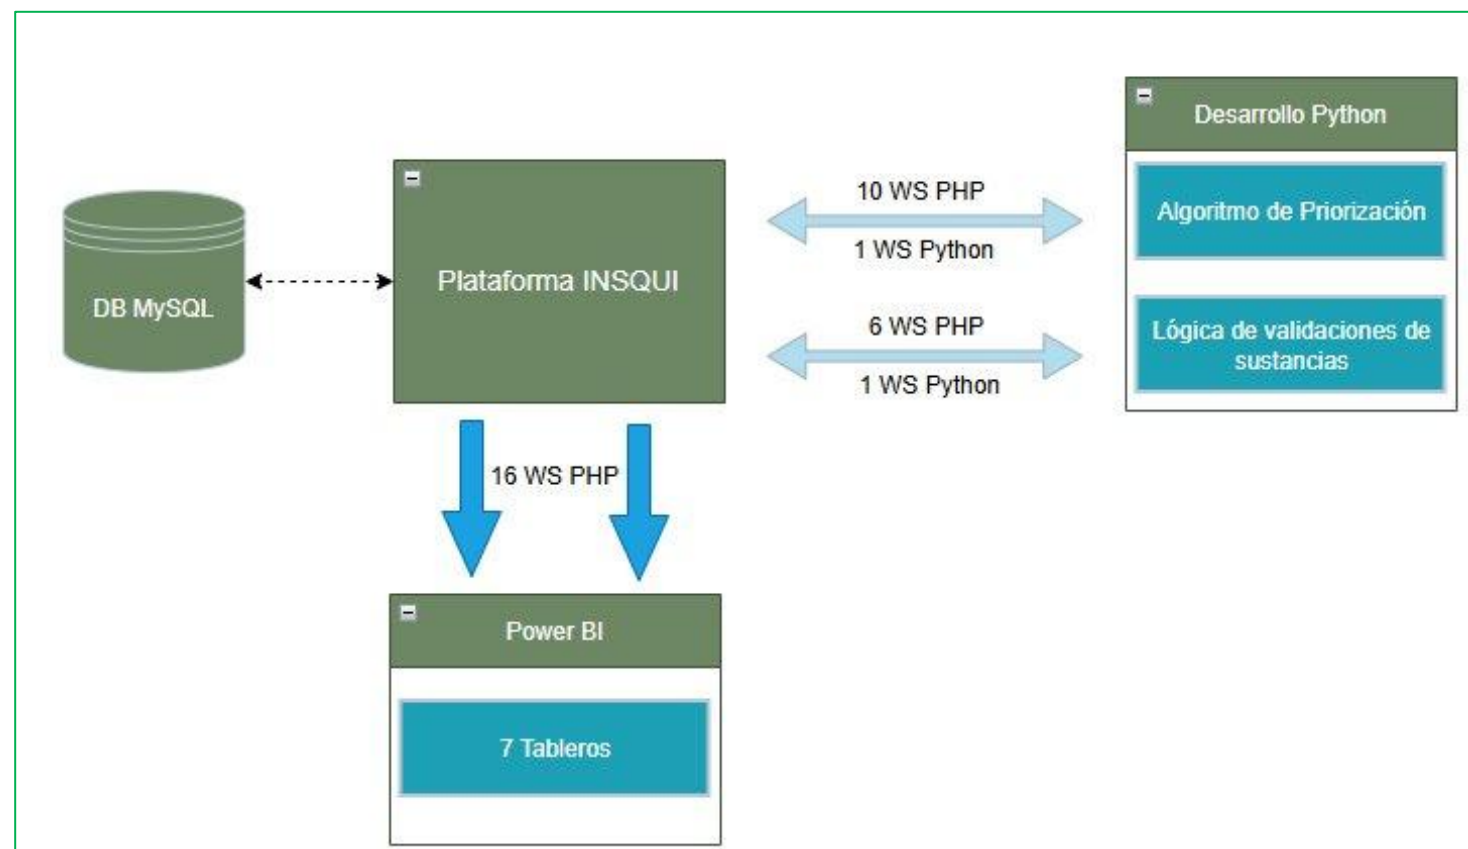 Desarrollo Python
10 WS PHP
Algoritmo de Priorización
1 WS Python
Plataforma INSQUI
DB MySQL
6 WS PHP
Lógica de validaciones de
sustancias
1 WS Python
16 WS PHP
Power BI
7 Tableros